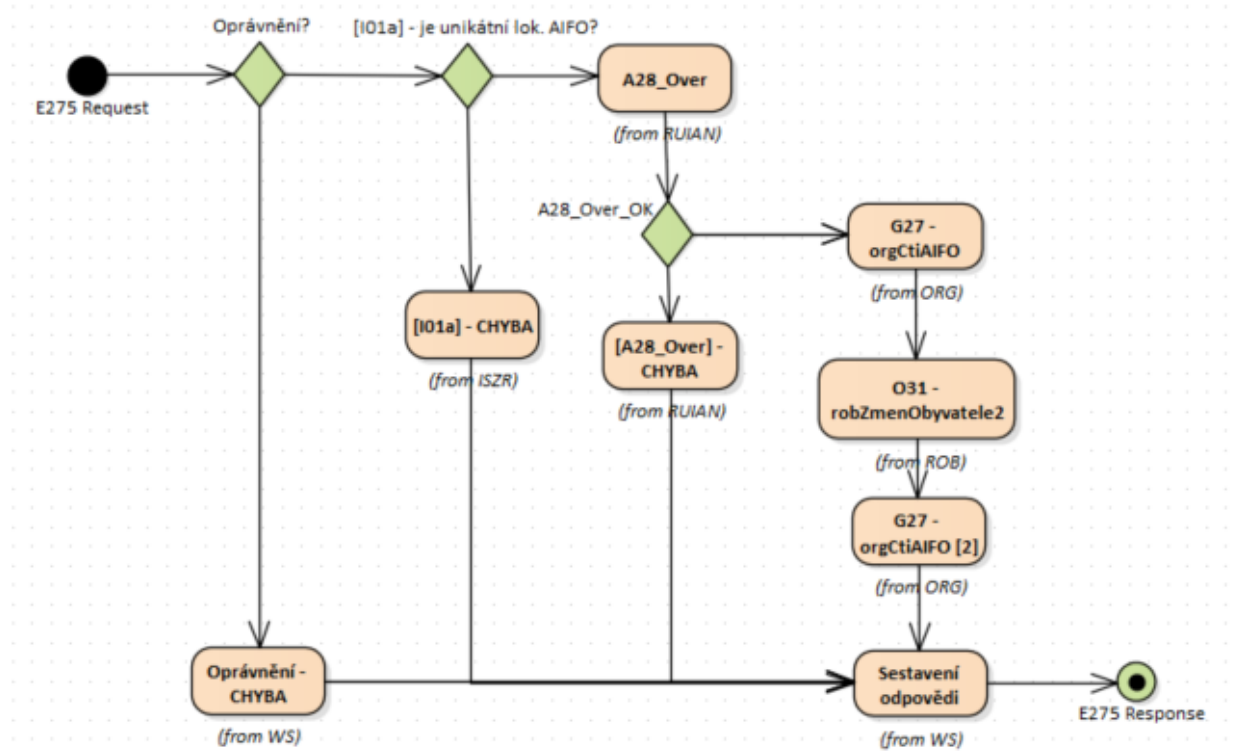 Oprávnění?
[I01a] - je unikátní lok. AIFO?
E275 Request
A28_Over
(from RUIAN)
A28_Over_OK
G27 -
orgCtiAIFO
(from ORG)
[I01a] - CHYBA
(from ISZR)
[A28_Over] -
CHYBA
(from RUIAN)
O31 -
robZmenObyvatele2
(from ROB)
G27 -
orgCtiAIFO [2]
(from ORG)
Oprávnění -
CHYBA
(from WS)
Sestavení
odpovědi
(from WS)
E275 Response